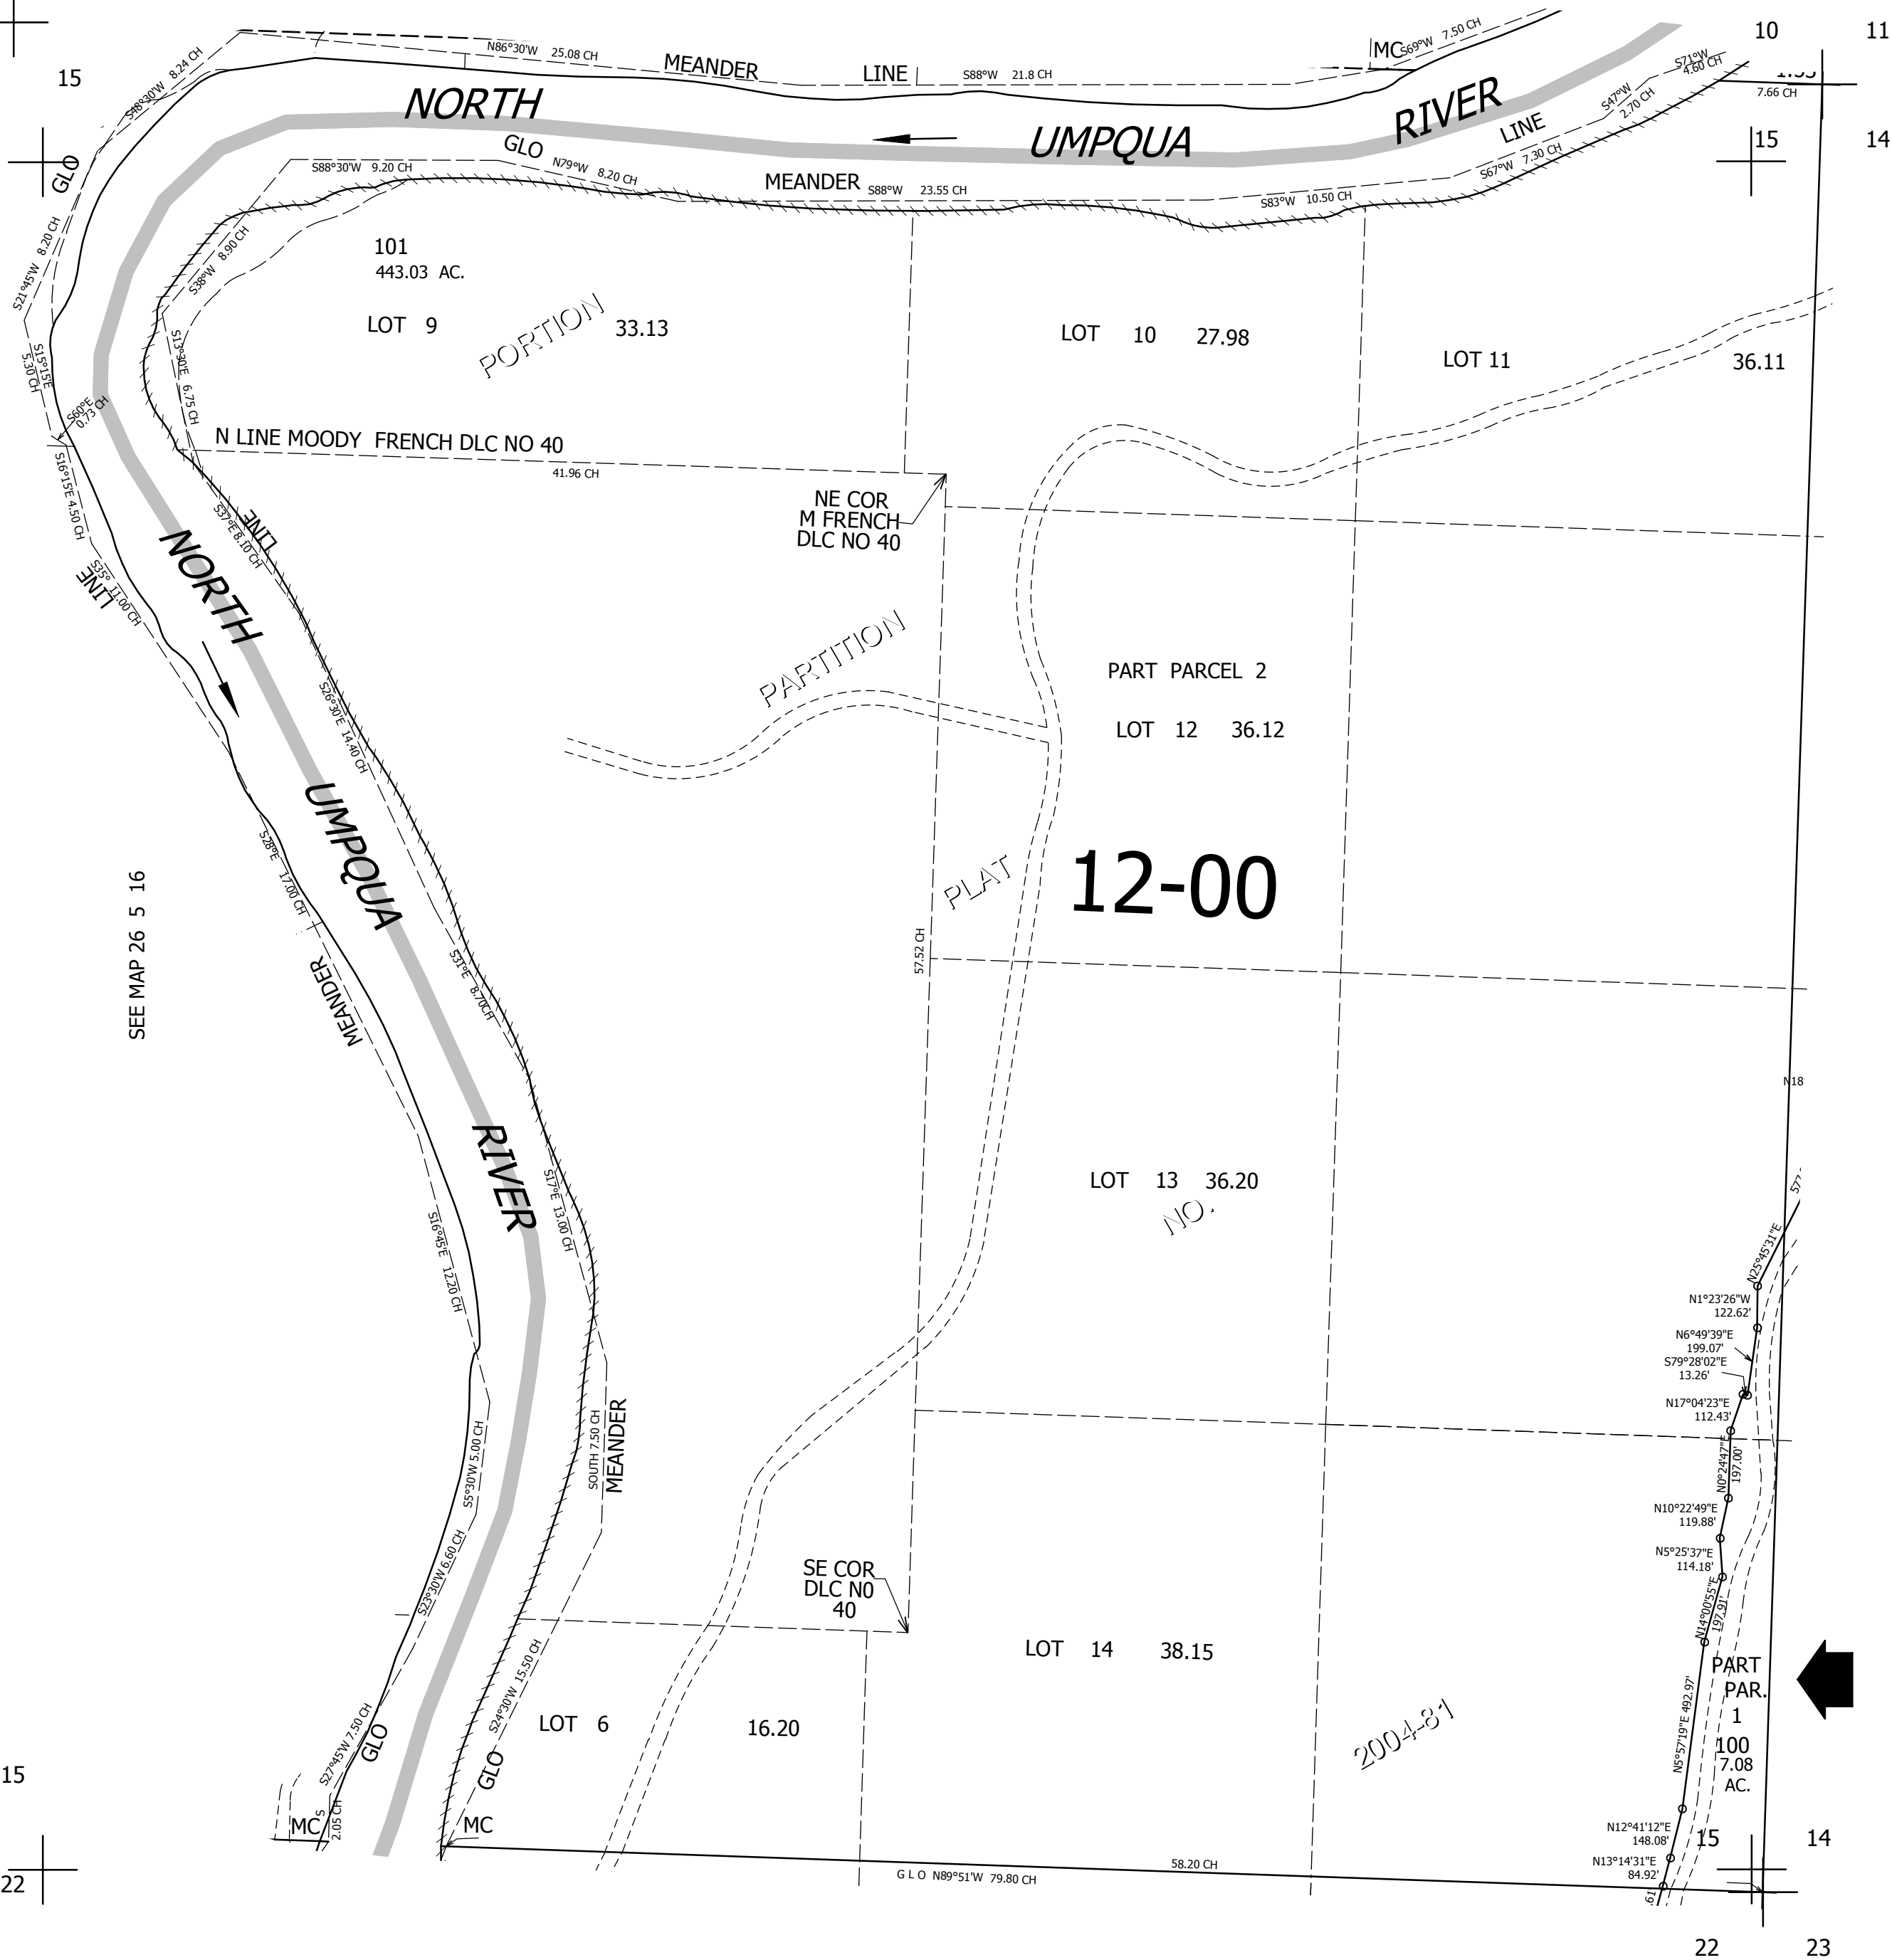 10 11
15
15 14
N86°30'W 25.08 CH
MEANDER
LINE
S88°W 21.8 CH
MC
S69°W 7.50 CH
S71°W
4.60 CH
7.66 CH
S48°30'W 8.24 CH
GLO
NORTH
UMPQUA
RIVER
S47°W
2.70 CH
LINE
GLO
S88°30'W 9.20 CH
N79°W 8.20 CH
MEANDER
S88°W 23.55 CH
S83°W 10.50 CH
S67°W 7.30 CH
S21°45'W 8.20 CH
S38°W 8.90 CH
101
443.03 AC.
LOT 9
PORTION
33.13
LOT 10 27.98
LOT 11
36.11
S15°15'E
5.30 CH
S13°30'E 6.75 CH
S60°E
0.73 CH
N LINE MOODY FRENCH DLC NO 40
41.96 CH
S16°15'E 4.50 CH
NE COR
M FRENCH
DLC NO 40
S37°E 8.10 CH
LINE
S35° 11.00 CH
LINE
NORTH
S26°30'E 14.40 CH
PARTITION
PART PARCEL 2
LOT 12 36.12
UMPQUA
S28°E 17.00 CH
PLAT
12-00
SEE MAP 26 5 16
MEANDER
S31°E 8.70CH
57.52 CH
N18
RIVER
S17°E 13.00 CH
S16°45'E 12.20 CH
LOT 13 36.20
NO.
577
N25°45'31"E
N1°23'26"W
122.62'
N6°49'39"E
199.07'
S79°28'02"E
13.26'
N17°04'23"E
112.43'
N0°24'47"E
197.00'
S5°30'W 5.00 CH
SOUTH 7.50 CH
MEANDER
N10°22'49"E
119.88'
N5°25'37"E
114.18'
S23°30'W 6.60 CH
SE COR
DLC N0
40
N14°00'55"E
197.91'
LOT 14 38.15
S24°30'W 15.50 CH
LOT 6
16.20
2004-81
N5°57'19"E 492.97'
PART
PAR.
1
100
7.08
AC.
S27°45'W 7.50 CH
GLO
GLO
15
MC
S
2.05 CH
MC
N12°41'12"E
148.08'
15 14
N13°14'31"E
84.92'
58.20 CH
G L O N89°51'W 79.80 CH
22
.61'
22 23